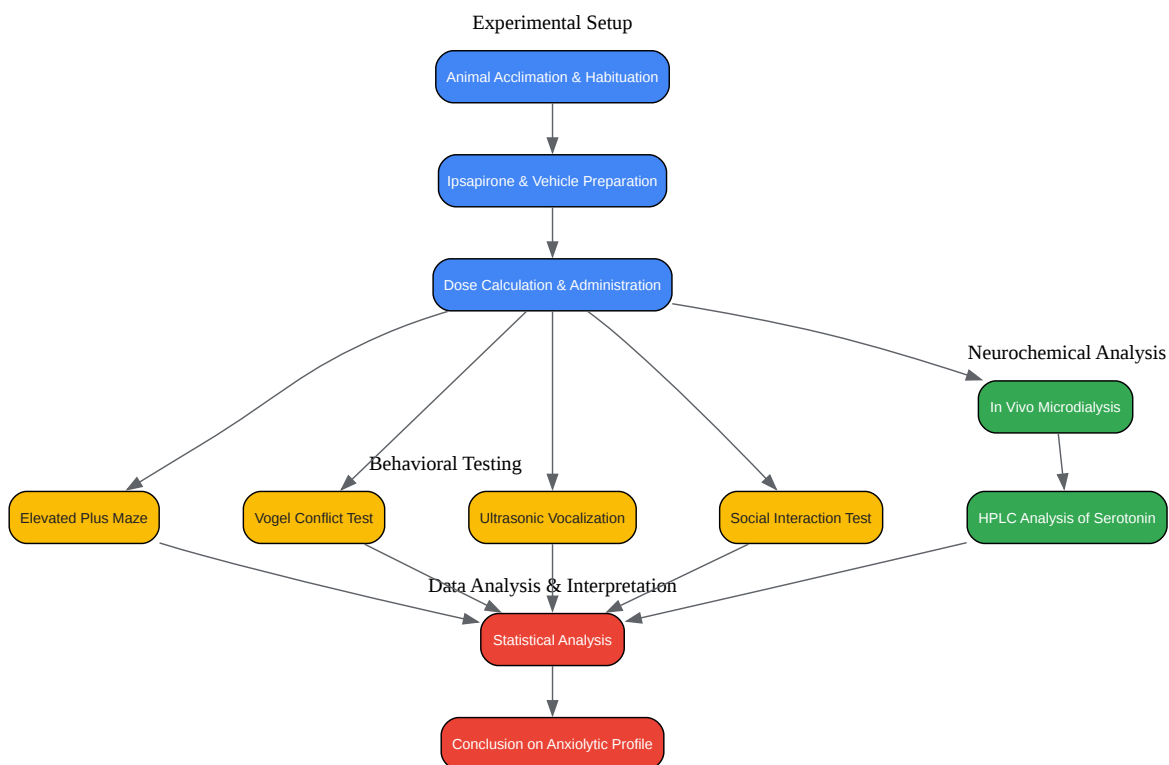 Experimental Setup
Animal Acclimation & Habituation
Ipsapirone & Vehicle Preparation
Dose Calculation & Administration
Neurochemical Analysis
In Vivo Microdialysis
Behavioral Testing
Elevated Plus Maze
Vogel Conflict Test
Ultrasonic Vocalization
Social Interaction Test
HPLC Analysis of Serotonin
Data Analysis & Interpretation
Statistical Analysis
Conclusion on Anxiolytic Profile